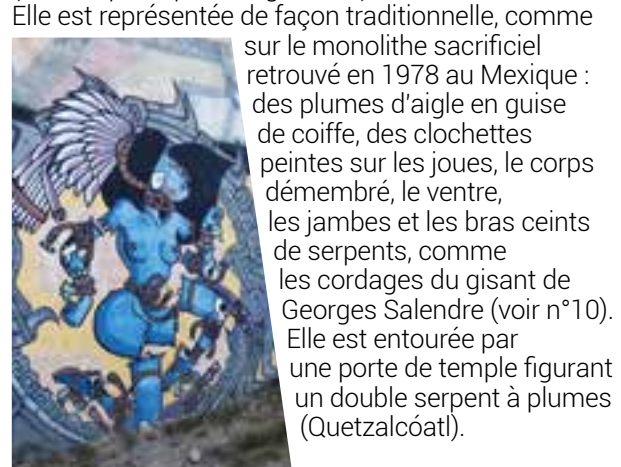 Elle est représentée de façon traditionnelle, comme
sur le monolithe sacrificiel
retrouvé en 1978 au Mexique :
des plumes d'aigle en guise
de coiffe, des clochettes
peintes sur les joues, le corps
démembré, le ventre,
les jambes et les bras ceints
de serpents, comme
les cordages du gisant de
Georges Salendre (voir n°10).
Elle est entourée par
une porte de temple figurant
un double serpent à plumes
(Quetzalcóatl).